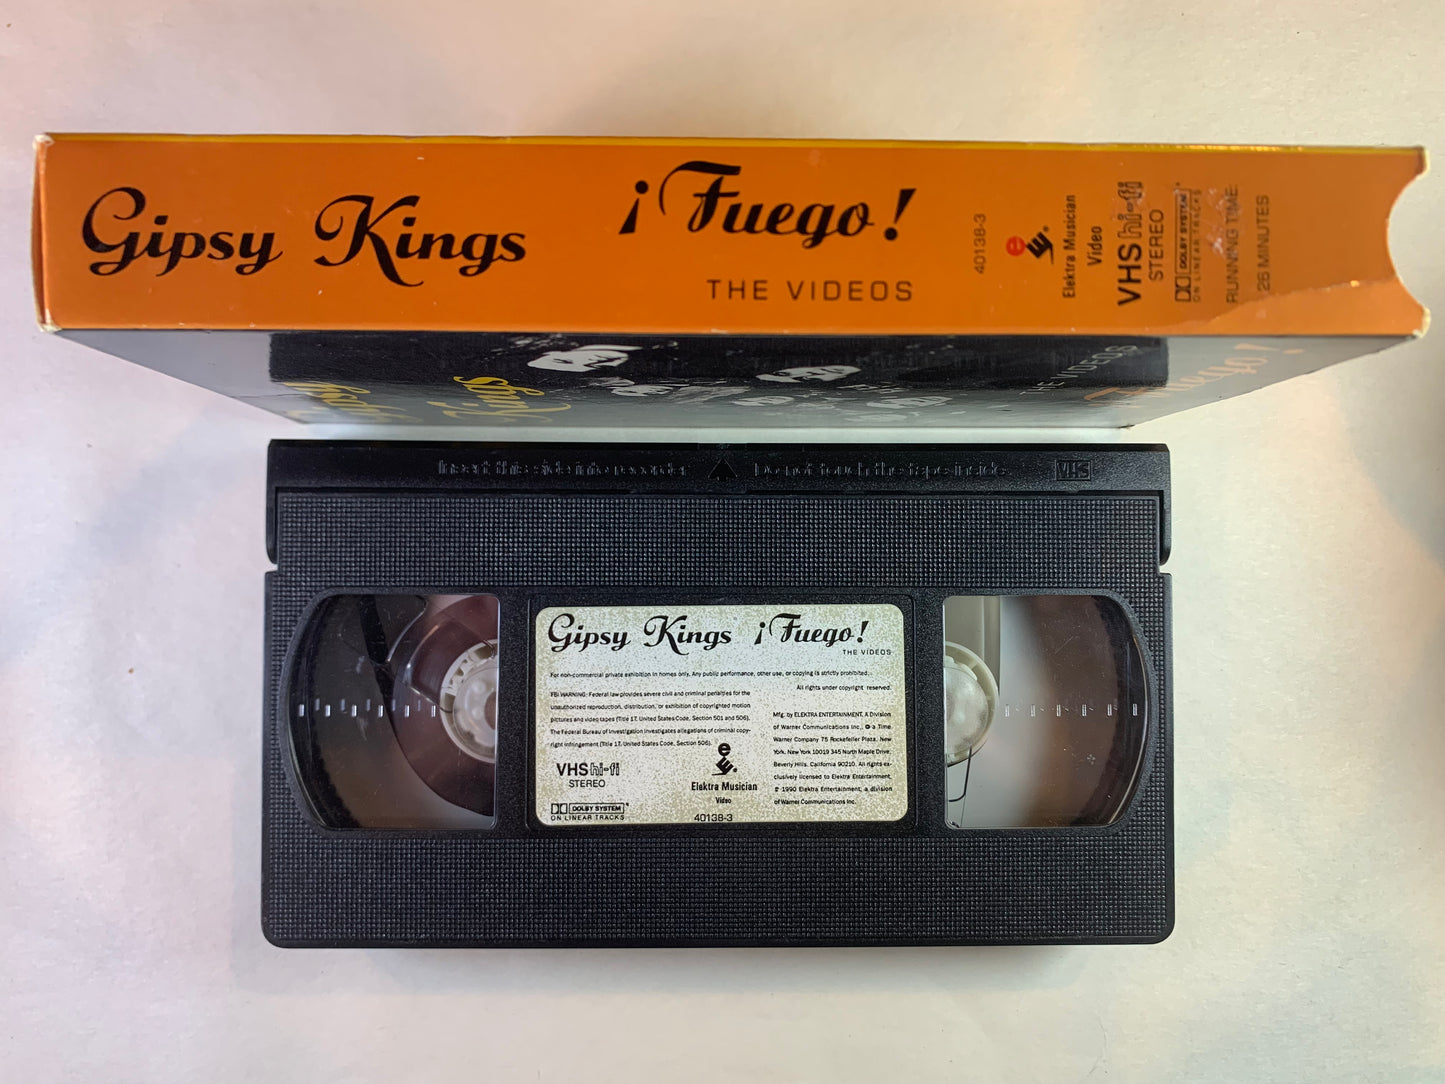 Gipsy Kings ¡Fuego!
THE VIDEOS
40138-3
e
Elektra Musician
Video
VHS hi-fi
STEREO
DOLBY SYSTEM
ON LINEAR TRACKS
RUNNING TIME:
26 MINUTES
Gipsy
Kings
THE VIDEOS
¡Fuego!
Insert this side into recorder Do not touch the tape inside VHS
Gipsy Kings ¡Fuego!
THE VIDEOS
For non-commercial private exhibition in homes only. Any public performance, other use, or copying is strictly prohibited.
All rights under copyright reserved.
FBI WARNING: Federal law provides severe civil and criminal penalties for the
unauthorized reproduction, distribution, or exhibition of copyrighted motion
pictures and video tapes (Title 17, United States Code, Section 501 and 506).
The Federal Bureau of Investigation investigates allegations of criminal copy-
right infringement (Title 17, United States Code, Section 506).
VHS hi-fi
STEREO
DOLBY SYSTEM
ON LINEAR TRACKS
e
Elektra Musician
Video
40138-3
Mfg. by ELEKTRA ENTERTAINMENT, A Division
of Warner Communications Inc., a Time
Warner Company 75 Rockefeller Plaza, New
York, New York 10019 345 North Maple Drive,
Beverly Hills, California 90210. All rights ex-
clusively licensed to Elektra Entertainment,
℗ 1990 Elektra Entertainment, a division
of Warner Communications Inc.